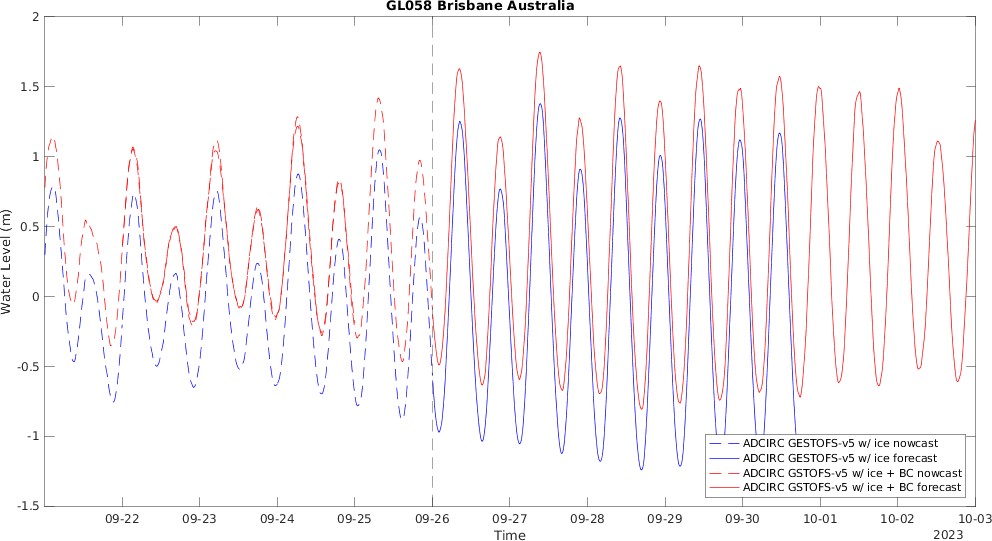 GL058 Brisbane Australia
Water Level (m)
2
1.5
1
0.5
0
-0.5
-1
-1.5
ADCIRC GESTOFS-v5 w/ ice nowcast
ADCIRC GESTOFS-v5 w/ ice forecast
ADCIRC GSTOFS-v5 w/ ice + BC nowcast
ADCIRC GSTOFS-v5 w/ ice + BC forecast
09-22 09-23 09-24 09-25 09-26 09-27 09-28 09-29 09-30 10-01 10-02 10-03
Time
2023